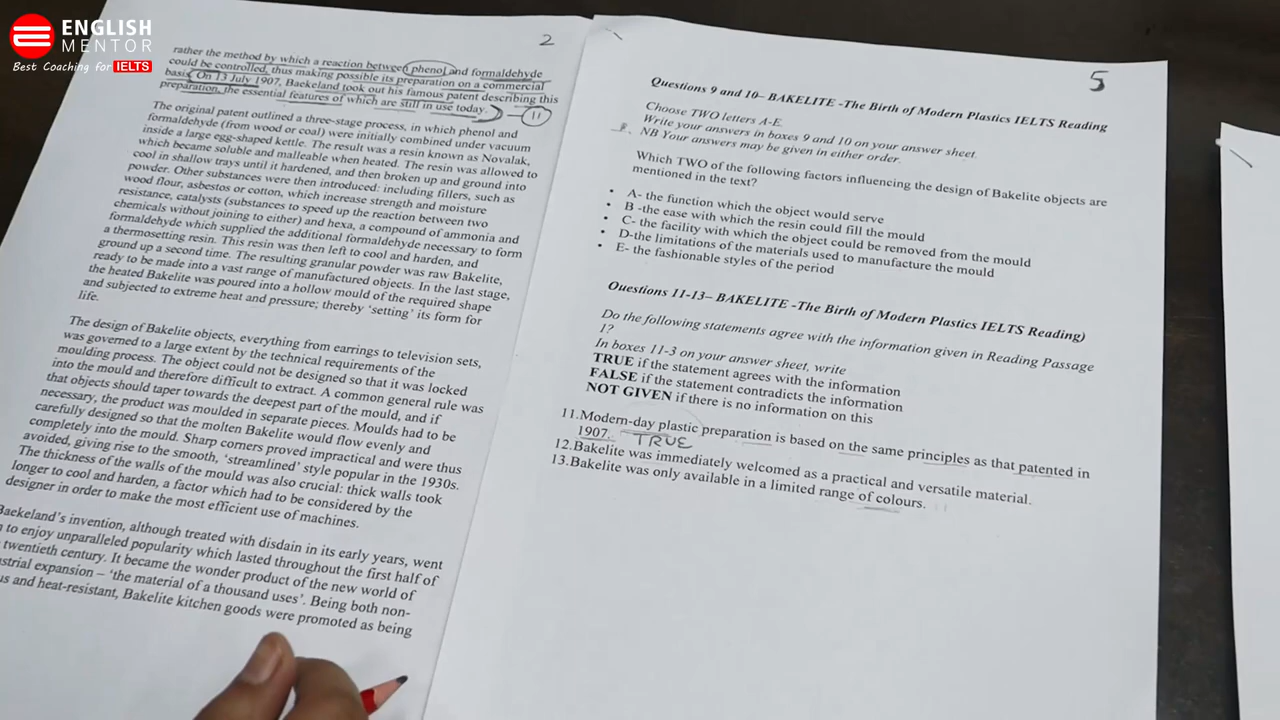 ENGLISH
MENTOR
Best Coaching for IELTS
2
rather the method by which a reaction between phenol and formaldehyde
could be controlled, thus making possible its preparation on a commercial
basis. On 13 July 1907, Baekeland took out his famous patent describing this
preparation, the essential features of which are still in use today.
11
The original patent outlined a three-stage process, in which phenol and
formaldehyde (from wood or coal) were initially combined under vacuum
inside a large egg-shaped kettle. The result was a resin known as Novalak,
which became soluble and malleable when heated. The resin was allowed to
cool in shallow trays until it hardened, and then broken up and ground into
powder. Other substances were then introduced: including fillers, such as
wood flour, asbestos or cotton, which increase strength and moisture
resistance, catalysts (substances to speed up the reaction between two
chemicals without joining to either) and hexa, a compound of ammonia and
formaldehyde which supplied the additional formaldehyde necessary to form
a thermosetting resin. This resin was then left to cool and harden, and
ground up a second time. The resulting granular powder was raw Bakelite,
ready to be made into a vast range of manufactured objects. In the last stage,
the heated Bakelite was poured into a hollow mould of the required shape
and subjected to extreme heat and pressure; thereby 'setting' its form for
life.
The design of Bakelite objects, everything from earrings to television sets,
was governed to a large extent by the technical requirements of the
moulding process. The object could not be designed so that it was locked
into the mould and therefore difficult to extract. A common general rule was
that objects should taper towards the deepest part of the mould, and if
necessary, the product was moulded in separate pieces. Moulds had to be
carefully designed so that the molten Bakelite would flow evenly and
completely into the mould. Sharp corners proved impractical and were thus
avoided, giving rise to the smooth, 'streamlined' style popular in the 1930s.
The thickness of the walls of the mould was also crucial: thick walls took
longer to cool and harden, a factor which had to be considered by the
designer in order to make the most efficient use of machines.
Baekeland's invention, although treated with disdain in its early years, went
to enjoy unparalleled popularity which lasted throughout the first half of
twentieth century. It became the wonder product of the new world of
expansion – 'the material of a thousand uses'. Being both non-
and heat-resistant, Bakelite kitchen goods were promoted as being
5
Questions 9 and 10– BAKELITE -The Birth of Modern Plastics IELTS Reading
Choose TWO letters A-E.
Write your answers in boxes 9 and 10 on your answer sheet.
NB Your answers may be given in either order.
Which TWO of the following factors influencing the design of Bakelite objects are
mentioned in the text?
• A- the function which the object would serve
• B -the ease with which the resin could fill the mould
• C- the facility with which the object could be removed from the mould
• D-the limitations of the materials used to manufacture the mould
• E- the fashionable styles of the period
Questions 11-13– BAKELITE -The Birth of Modern Plastics IELTS Reading)
Do the following statements agree with the information given in Reading Passage
1?
In boxes 11-3 on your answer sheet, write
TRUE if the statement agrees with the information
FALSE if the statement contradicts the information
NOT GIVEN if there is no information on this
11.Modern-day plastic preparation is based on the same principles as that patented in
1907. TRUE
12.Bakelite was immediately welcomed as a practical and versatile material.
13.Bakelite was only available in a limited range of colours.